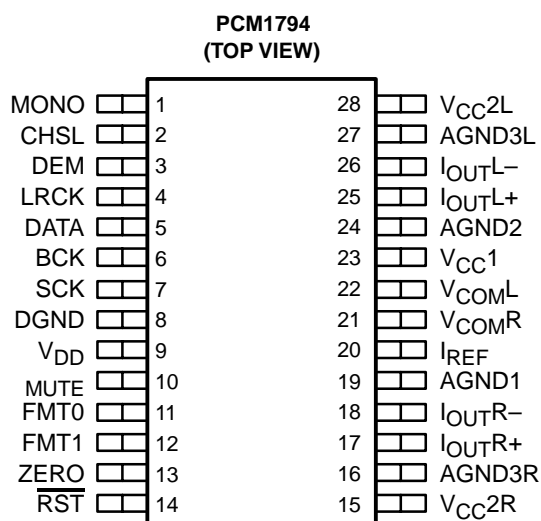 PCM1794
(TOP VIEW)
MONO 1 28 VCC2L
CHSL 2 27 AGND3L
DEM 3 26 IOUTL–
LRCK 4 25 IOUTL+
DATA 5 24 AGND2
BCK 6 23 VCC1
SCK 7 22 VCOML
DGND 8 21 VCOMR
VDD 9 20 IREF
MUTE 10 19 AGND1
FMT0 11 18 IOUTR–
FMT1 12 17 IOUTR+
ZERO 13 16 AGND3R
RST 14 15 VCC2R